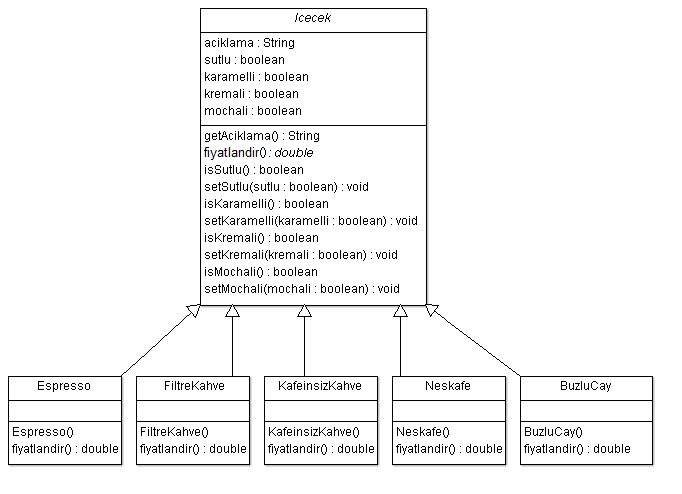 Icecek
aciklama : String
sutlu : boolean
karamelli : boolean
kremali : boolean
mochali : boolean
getAciklama() : String
fiyatlandir() : double
isSutlu() : boolean
setSutlu(sutlu : boolean) : void
isKaramelli() : boolean
setKaramelli(karamelli : boolean) : void
isKremali() : boolean
setKremali(kremali : boolean) : void
isMochali() : boolean
setMochali(mochali : boolean) : void
Espresso
Espresso()
fiyatlandir() : double
FiltreKahve
FiltreKahve()
fiyatlandir() : double
KafeinsizKahve
KafeinsizKahve()
fiyatlandir() : double
Neskafe
Neskafe()
fiyatlandir() : double
BuzluCay
BuzluCay()
fiyatlandir() : double